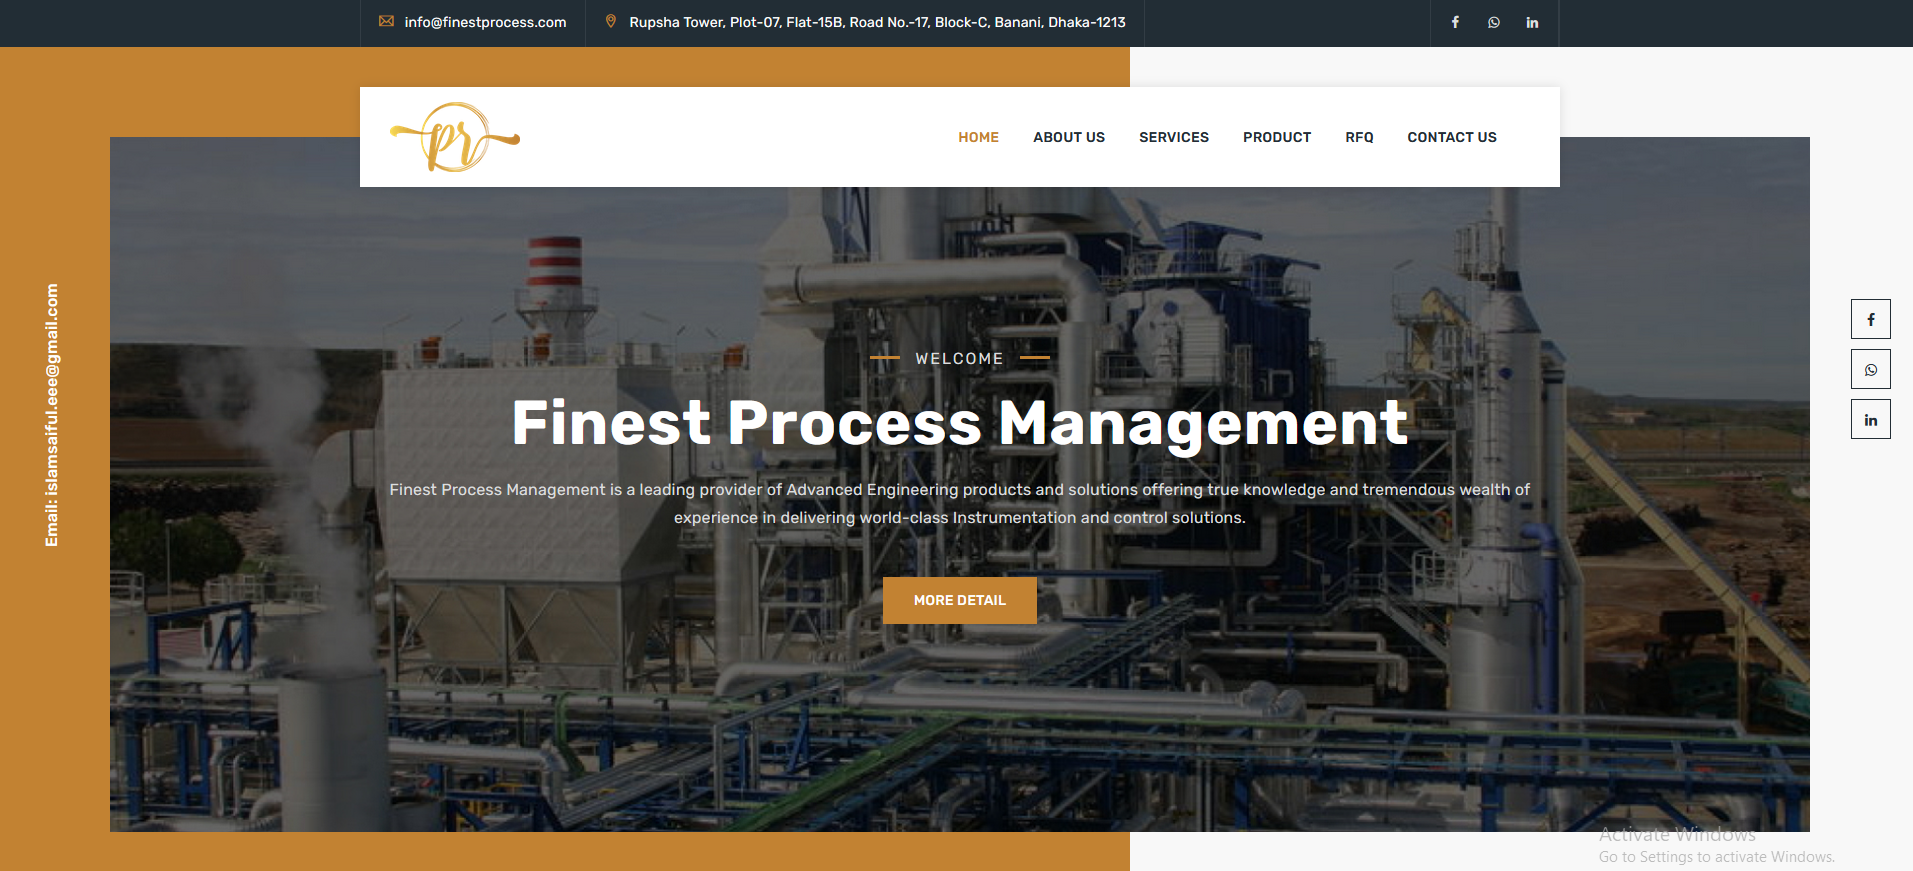 info@finestprocess.com
Rupsha Tower, Plot-07, Flat-15B, Road No.-17, Block-C, Banani, Dhaka-1213
pr
HOME
ABOUT US
SERVICES
PRODUCT
RFQ
CONTACT US
Email: islamsaiful.eee@gmail.com
WELCOME
Finest Process Management
Finest Process Management is a leading provider of Advanced Engineering products and solutions offering true knowledge and tremendous wealth of
experience in delivering world-class Instrumentation and control solutions.
MORE DETAIL
Activate Windows
Go to Settings to activate Windows.